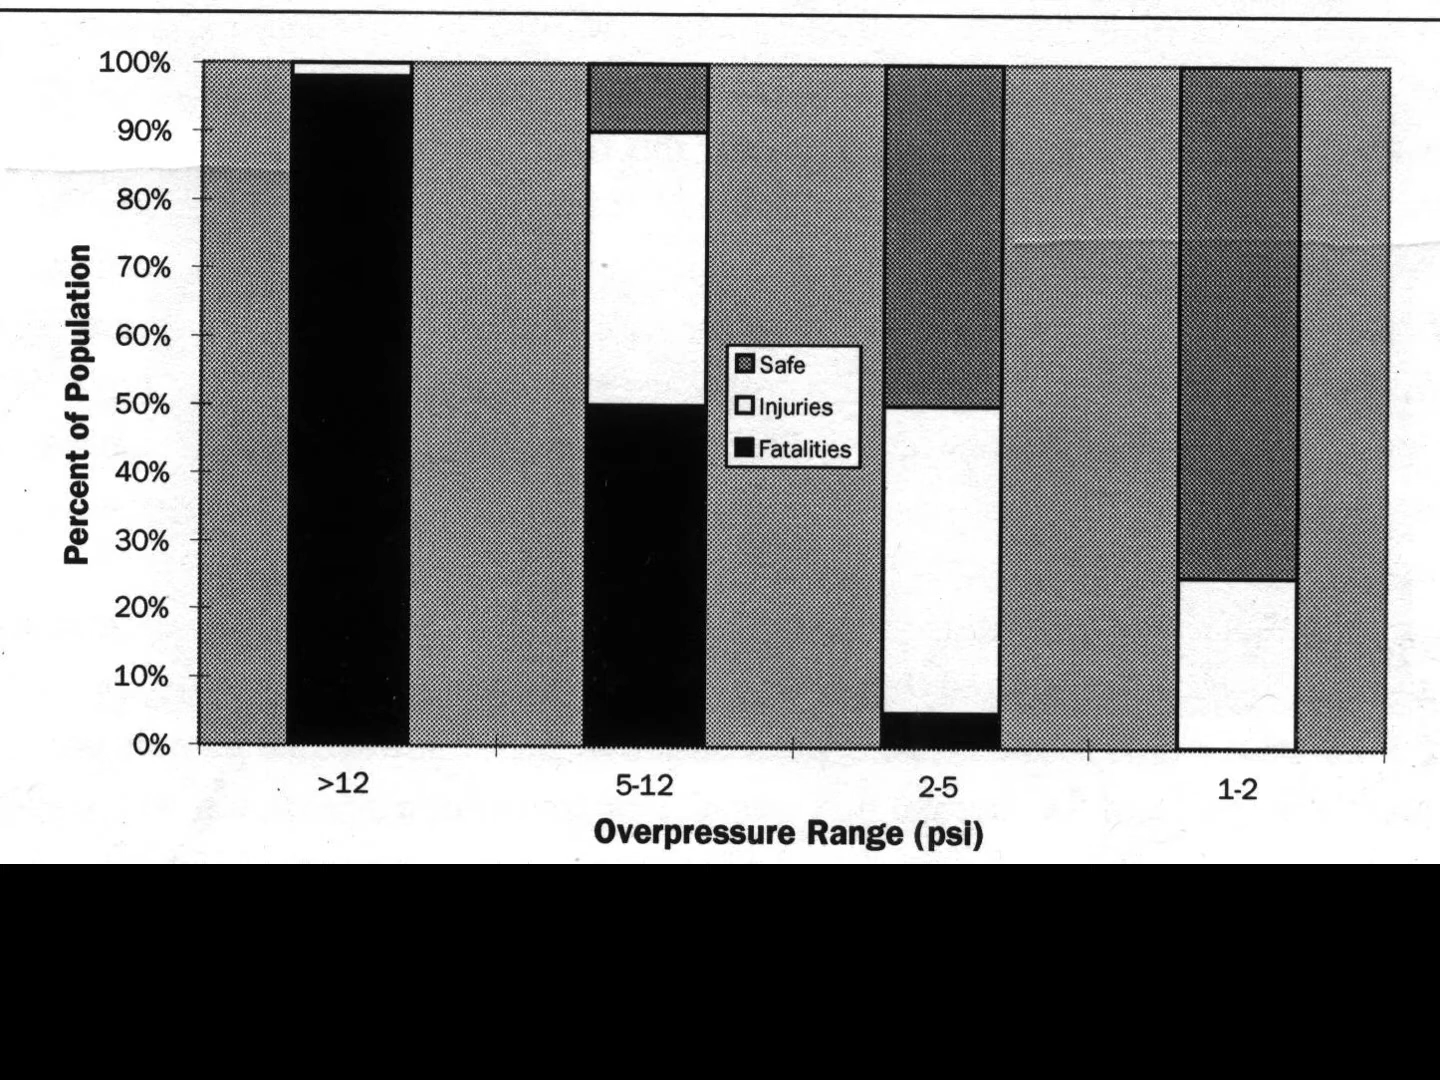 100%
90%
80%
70%
60%
50%
40%
30%
20%
10%
0%
Percent of Population
Safe
Injuries
Fatalities
>12 5-12 2-5 1-2
Overpressure Range (psi)